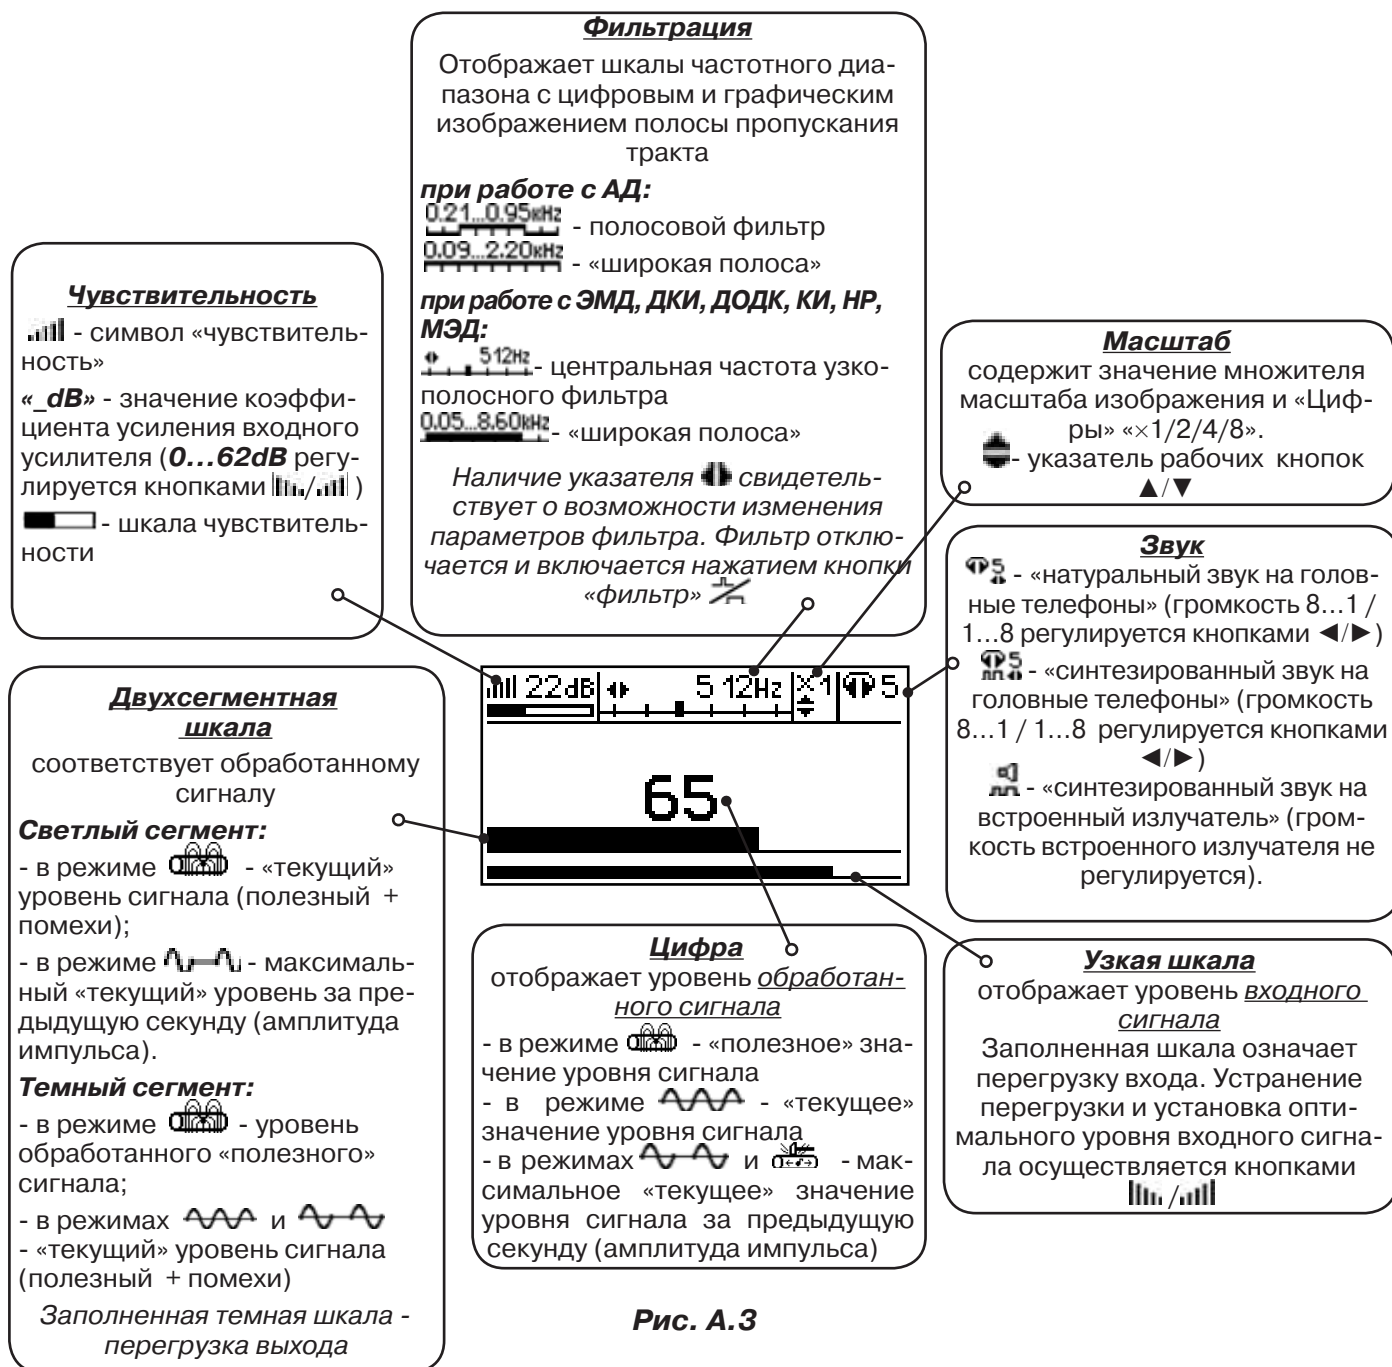 Фильтрация
Отображает шкалы частотного диа-
пазона с цифровым и графическим
изображением полосы пропускания
тракта
при работе с АД:
0.21...0.95кHz - полосовой фильтр
0.09...2.20кHz - «широкая полоса»
при работе с ЭМД, ДКИ, ДОДК, КИ, НР,
МЭД:
512Hz - центральная частота узко-
полосного фильтра
0.05...8.60кHz - «широкая полоса»
Наличие указателя свидетель-
ствует о возможности изменения
параметров фильтра. Фильтр отклю-
чается и включается нажатием кнопки
«фильтр»
Чувствительность
- символ «чувствитель-
ность»
«_dB» - значение коэффи-
циента усиления входного
усилителя (0...62dB регу-
лируется кнопками / )
- шкала чувствитель-
ности
Масштаб
содержит значение множителя
масштаба изображения и «Циф-
ры» «×1/2/4/8».
- указатель рабочих кнопок
▲/▼
Звук
5 - «натуральный звук на голов-
ные телефоны» (громкость 8...1 /
1...8 регулируется кнопками ◄/►)
5 - «синтезированный звук на
головные телефоны» (громкость
8...1 / 1...8 регулируется кнопками
◄/►)
- «синтезированный звук на
встроенный излучатель» (гром-
кость встроенного излучателя не
регулируется).
22dB 512Hz ×1 5
65
Двухсегментная
шкала
соответствует обработанному
сигналу
Светлый сегмент:
- в режиме - «текущий»
уровень сигнала (полезный +
помехи);
- в режиме - максималь-
ный «текущий» уровень за пре-
дыдущую секунду (амплитуда
импульса).
Темный сегмент:
- в режиме - уровень
обработанного «полезного»
сигнала;
- в режимах и
- «текущий» уровень сигнала
(полезный + помехи)
Заполненная темная шкала -
перегрузка выхода
Цифра
отображает уровень обработан-
ного сигнала
- в режиме - «полезное» зна-
чение уровня сигнала
- в режиме - «текущее»
значение уровня сигнала
- в режимах и - мак-
симальное «текущее» значение
уровня сигнала за предыдущую
секунду (амплитуда импульса)
Узкая шкала
отображает уровень входного
сигнала
Заполненная шкала означает
перегрузку входа. Устранение
перегрузки и установка опти-
мального уровня входного сигна-
ла осуществляется кнопками
/
Рис. А.3